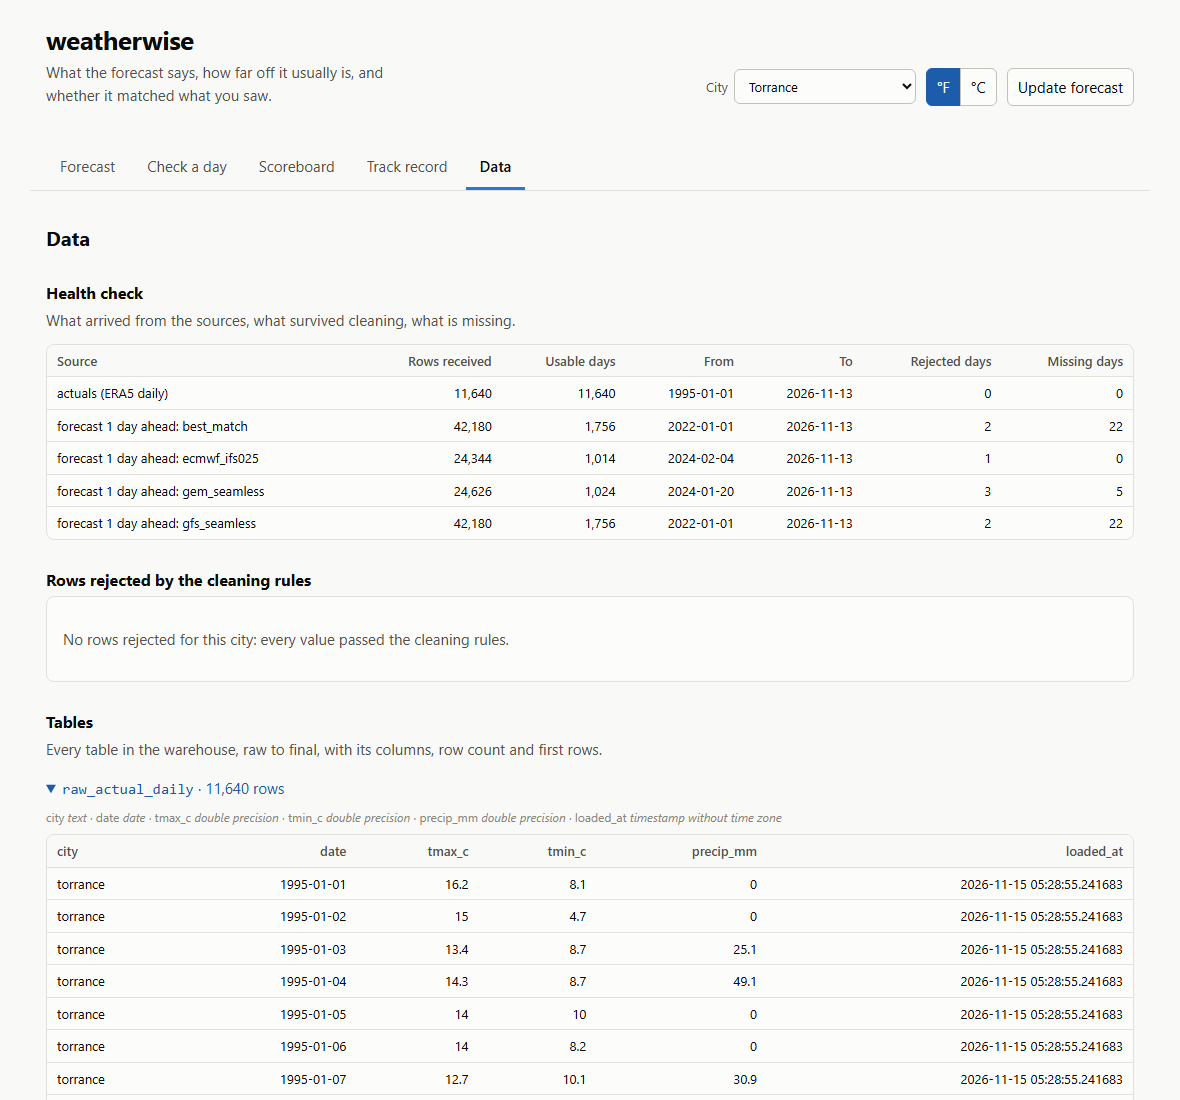 weatherwise
What the forecast says, how far off it usually is, and
whether it matched what you saw.
City Torrance °F °C Update forecast
Forecast Check a day Scoreboard Track record Data
Data
Health check
What arrived from the sources, what survived cleaning, what is missing.
Source Rows received Usable days From To Rejected days Missing days
actuals (ERA5 daily) 11,640 11,640 1995-01-01 2026-11-13 0 0
forecast 1 day ahead: best_match 42,180 1,756 2022-01-01 2026-11-13 2 22
forecast 1 day ahead: ecmwf_ifs025 24,344 1,014 2024-02-04 2026-11-13 1 0
forecast 1 day ahead: gem_seamless 24,626 1,024 2024-01-20 2026-11-13 3 5
forecast 1 day ahead: gfs_seamless 42,180 1,756 2022-01-01 2026-11-13 2 22
Rows rejected by the cleaning rules
No rows rejected for this city: every value passed the cleaning rules.
Tables
Every table in the warehouse, raw to final, with its columns, row count and first rows.
▼ raw_actual_daily · 11,640 rows
city text · date date · tmax_c double precision · tmin_c double precision · precip_mm double precision · loaded_at timestamp without time zone
city date tmax_c tmin_c precip_mm loaded_at
torrance 1995-01-01 16.2 8.1 0 2026-11-15 05:28:55.241683
torrance 1995-01-02 15 4.7 0 2026-11-15 05:28:55.241683
torrance 1995-01-03 13.4 8.7 25.1 2026-11-15 05:28:55.241683
torrance 1995-01-04 14.3 8.7 49.1 2026-11-15 05:28:55.241683
torrance 1995-01-05 14 10 0 2026-11-15 05:28:55.241683
torrance 1995-01-06 14 8.2 0 2026-11-15 05:28:55.241683
torrance 1995-01-07 12.7 10.1 30.9 2026-11-15 05:28:55.241683